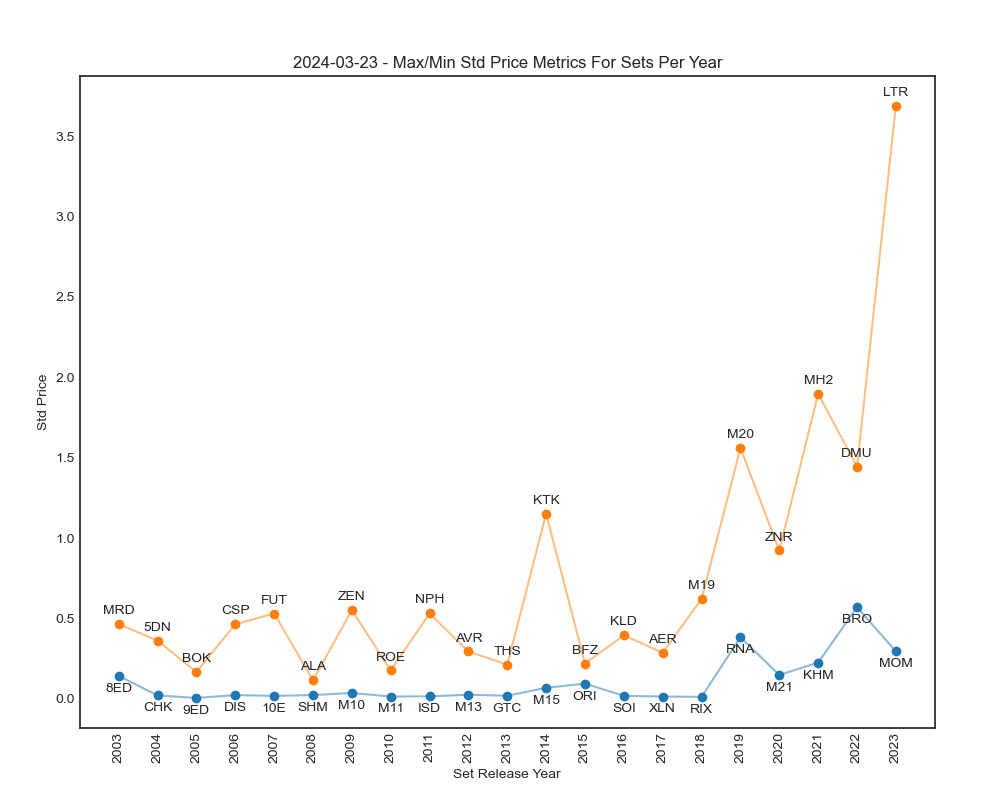 2024-03-23 - Max/Min Std Price Metrics For Sets Per Year
LTR
3.5
3.0
2.5
2.0
MH2
M20
1.5
DMU
KTK
1.0
ZNR
M19
ZEN
FUT
NPH
MRD
CSP
0.5
BRO
KLD
5DN
AER
AVR
RNA
THS
BFZ
BOK
ROE
MOM
ALA
KHM
8ED
M21
0.0
ORI
M15
M10
CHK
9ED
DIS
10E
SHM
M11
ISD
M13
GTC
SOI
XLN
RIX
2003
2004
2005
2006
2007
2008
2009
2010
2011
2012
2013
2014
2015
2016
2017
2018
2019
2020
2021
2022
2023
Std Price
Set Release Year